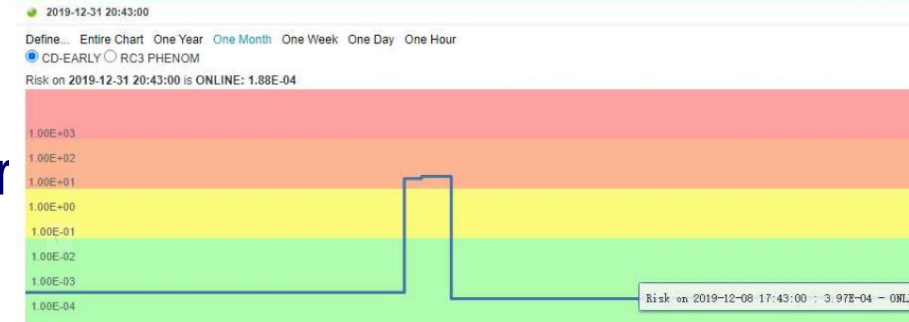 2019-12-31 20:43:00
Define... Entire Chart One Year One Month One Week One Day One Hour
CD-EARLY RC3 PHENOM
Risk on 2019-12-31 20:43:00 is ONLINE: 1.88E-04
1.00E+03
1.00E+02
1.00E+01
1.00E+00
1.00E-01
1.00E-02
1.00E-03
1.00E-04
Risk on 2019-12-08 17:43:00 : 3.97E-04 - ONL